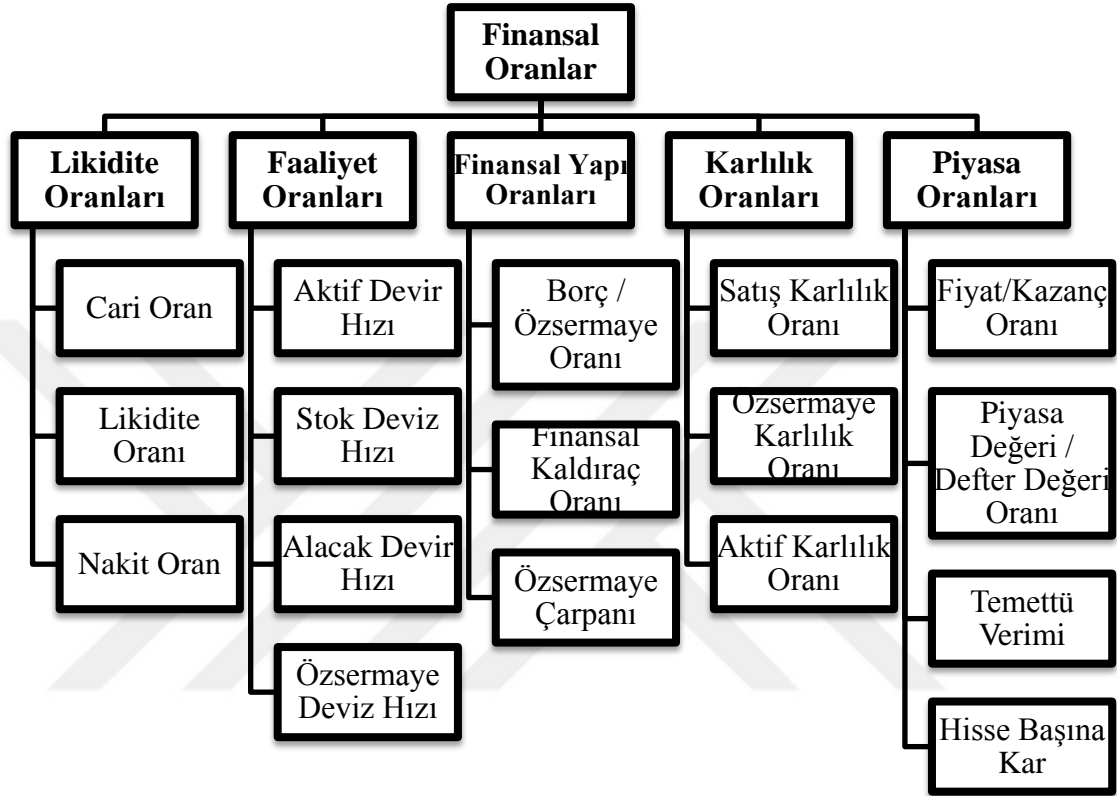 Finansal
Oranlar
Likidite
Oranları
Faaliyet
Oranları
Finansal Yapı
Oranları
Karlılık
Oranları
Piyasa
Oranları
Cari Oran
Likidite
Oranı
Nakit Oran
Aktif Devir
Hızı
Stok Deviz
Hızı
Alacak Devir
Hızı
Özsermaye
Deviz Hızı
Borç /
Özsermaye
Oranı
Finansal
Kaldıraç
Oranı
Özsermaye
Çarpanı
Satış Karlılık
Oranı
Özsermaye
Karlılık
Oranı
Aktif Karlılık
Oranı
Fiyat/Kazanç
Oranı
Piyasa
Değeri /
Defter Değeri
Oranı
Temettü
Verimi
Hisse Başına
Kar